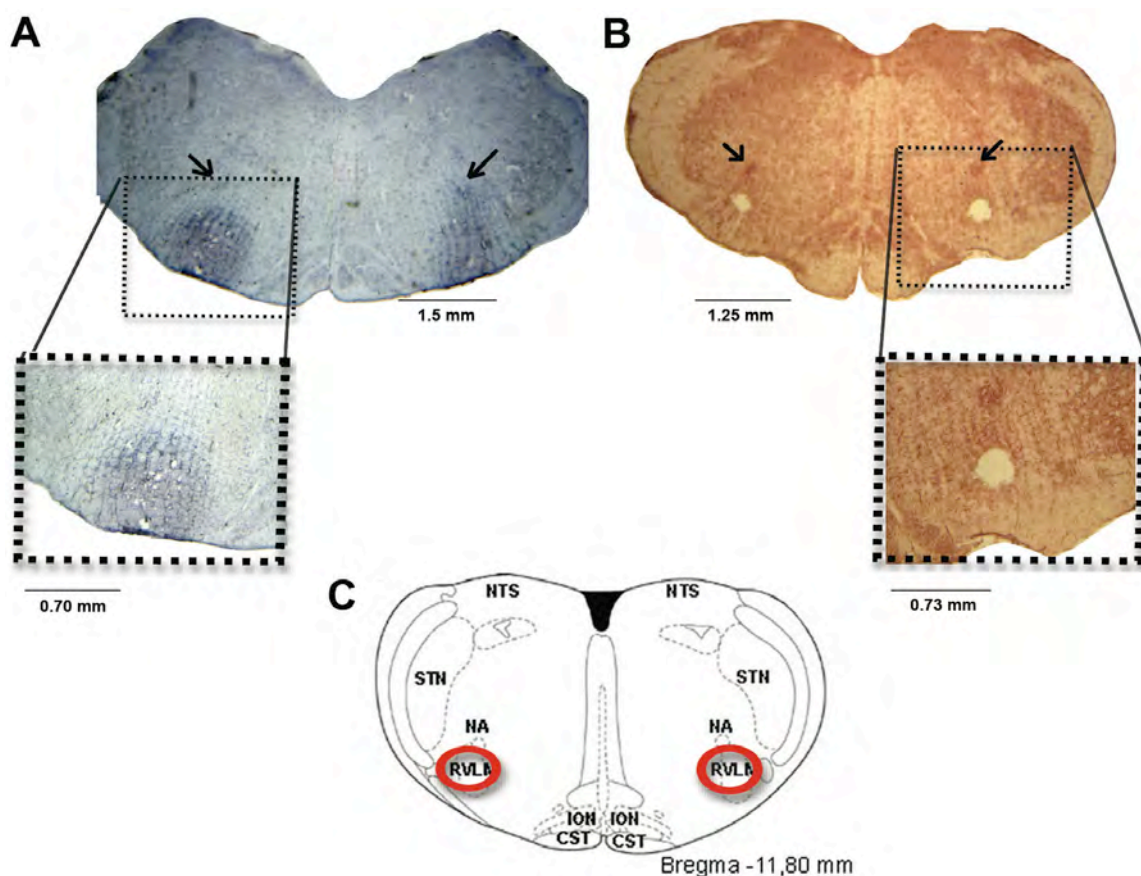 A
B
1.5 mm
1.25 mm
0.70 mm
0.73 mm
C
NTS NTS
STN STN
NA NA
RVLM RVLM
ION ION
CST CST
Bregma -11,80 mm